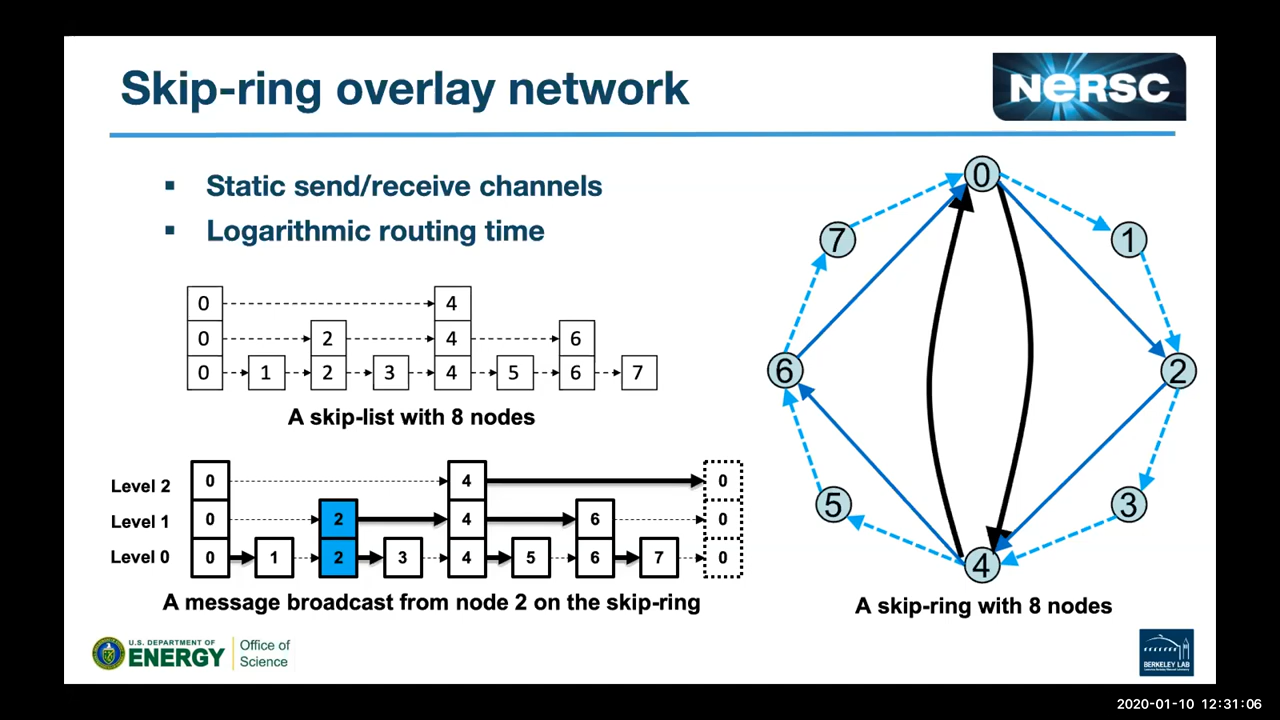 Skip-ring overlay network
NERSC
▪ Static send/receive channels
▪ Logarithmic routing time
0 4
0 2 4 6
0 1 2 3 4 5 6 7
A skip-list with 8 nodes
Level 2 0 4 0
Level 1 0 2 4 6 0
Level 0 0 1 2 3 4 5 6 7 0
A message broadcast from node 2 on the skip-ring
0
7 1
6 2
5 3
4
A skip-ring with 8 nodes
U.S. DEPARTMENT OF
ENERGY
Office of
Science
BERKELEY LAB
2020-01-10 12:31:06